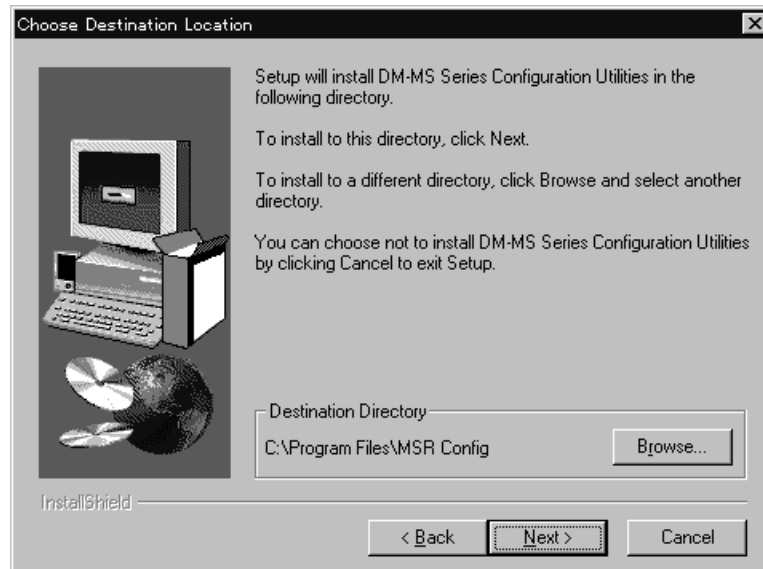 Choose Destination Location
Setup will install DM-MS Series Configuration Utilities in the
following directory.
To install to this directory, click Next.
To install to a different directory, click Browse and select another
directory.
You can choose not to install DM-MS Series Configuration Utilities
by clicking Cancel to exit Setup.
Destination Directory
C:\Program Files\MSR Config
Browse...
InstallShield
< Back
Next >
Cancel